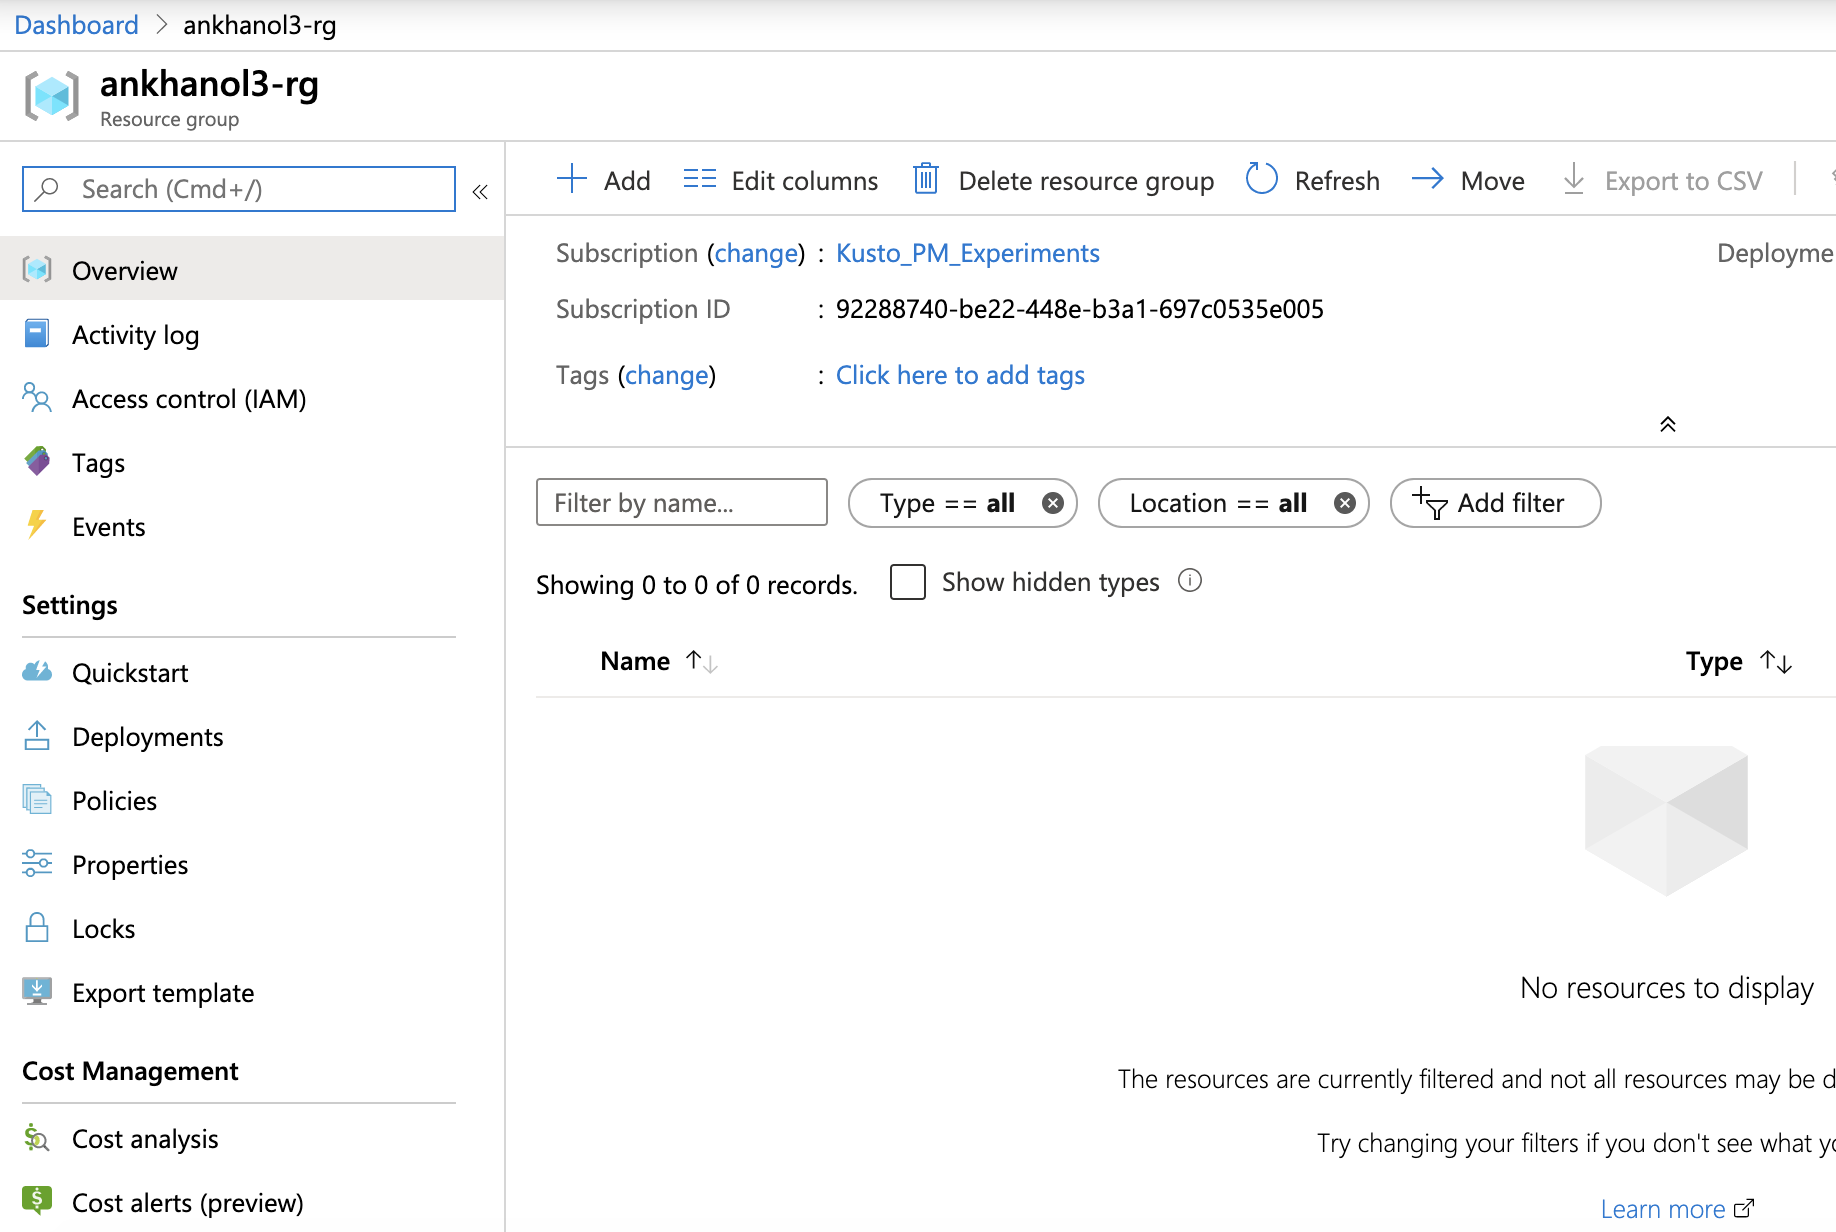 Dashboard > ankhanol3-rg
ankhanol3-rg
Resource group
Search (Cmd+/)
«
Overview
Activity log
Access control (IAM)
Tags
Events
Settings
Quickstart
Deployments
Policies
Properties
Locks
Export template
Cost Management
Cost analysis
Cost alerts (preview)
Add Edit columns Delete resource group Refresh Move Export to CSV
Subscription (change) : Kusto_PM_Experiments Deployme
Subscription ID : 92288740-be22-448e-b3a1-697c0535e005
Tags (change) : Click here to add tags
Filter by name... Type == all Location == all Add filter
Showing 0 to 0 of 0 records. Show hidden types
Name ↑↓ Type ↑↓
No resources to display
The resources are currently filtered and not all resources may be d
Try changing your filters if you don't see what yo
Learn more